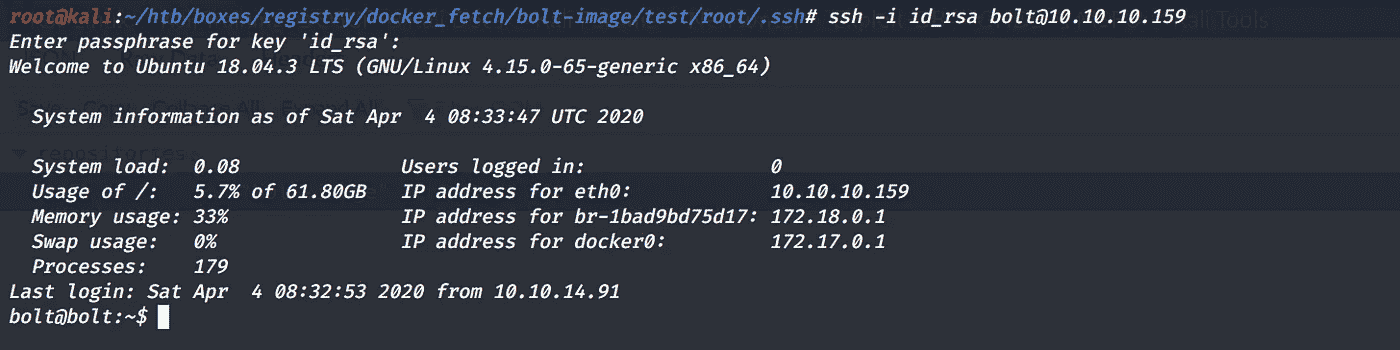 root@kali:~/htb/boxes/registry/docker_fetch/bolt-image/test/root/.ssh# ssh -i id_rsa bolt@10.10.10.159
Enter passphrase for key 'id_rsa':
Welcome to Ubuntu 18.04.3 LTS (GNU/Linux 4.15.0-65-generic x86_64)
System information as of Sat Apr  4 08:33:47 UTC 2020
System load:  0.08                Users logged in:                0
Usage of /:   5.7% of 61.80GB   IP address for eth0:            10.10.10.159
Memory usage: 33%               IP address for br-1bad9bd75d17: 172.18.0.1
Swap usage:   0%                IP address for docker0:         172.17.0.1
Processes:    179
Last login: Sat Apr  4 08:32:53 2020 from 10.10.14.91
bolt@bolt:~$